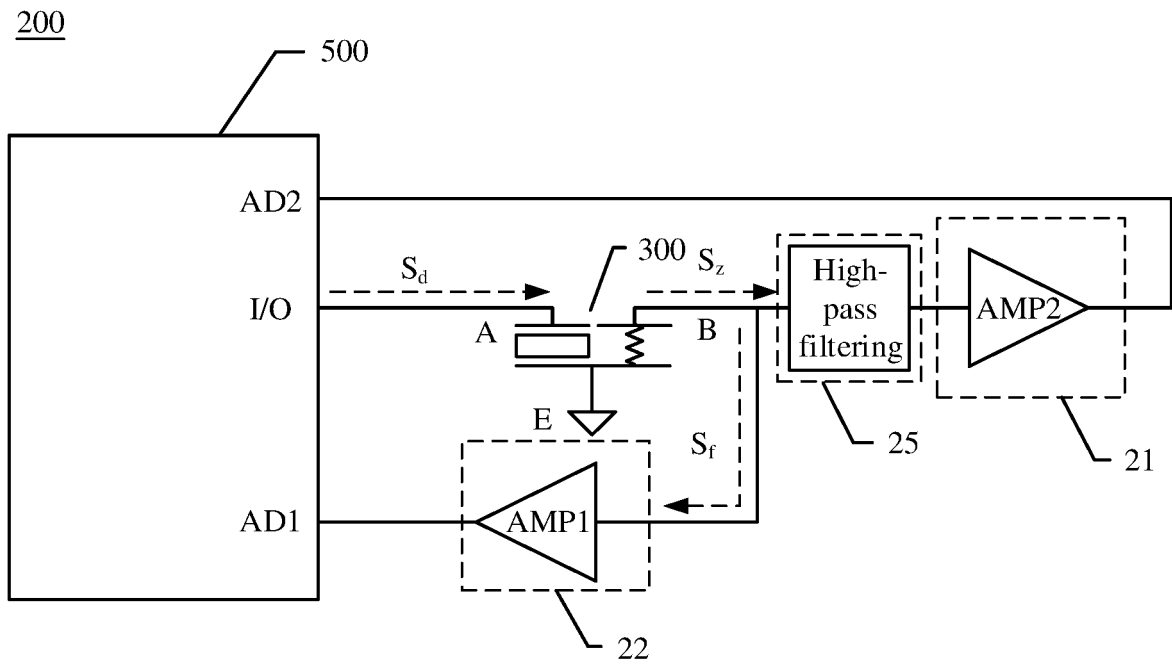 200
500
AD2
300
S_d
S_z
High-
pass
filtering
AMP2
I/O
A
B
E
S_f
25
21
AD1
AMP1
22